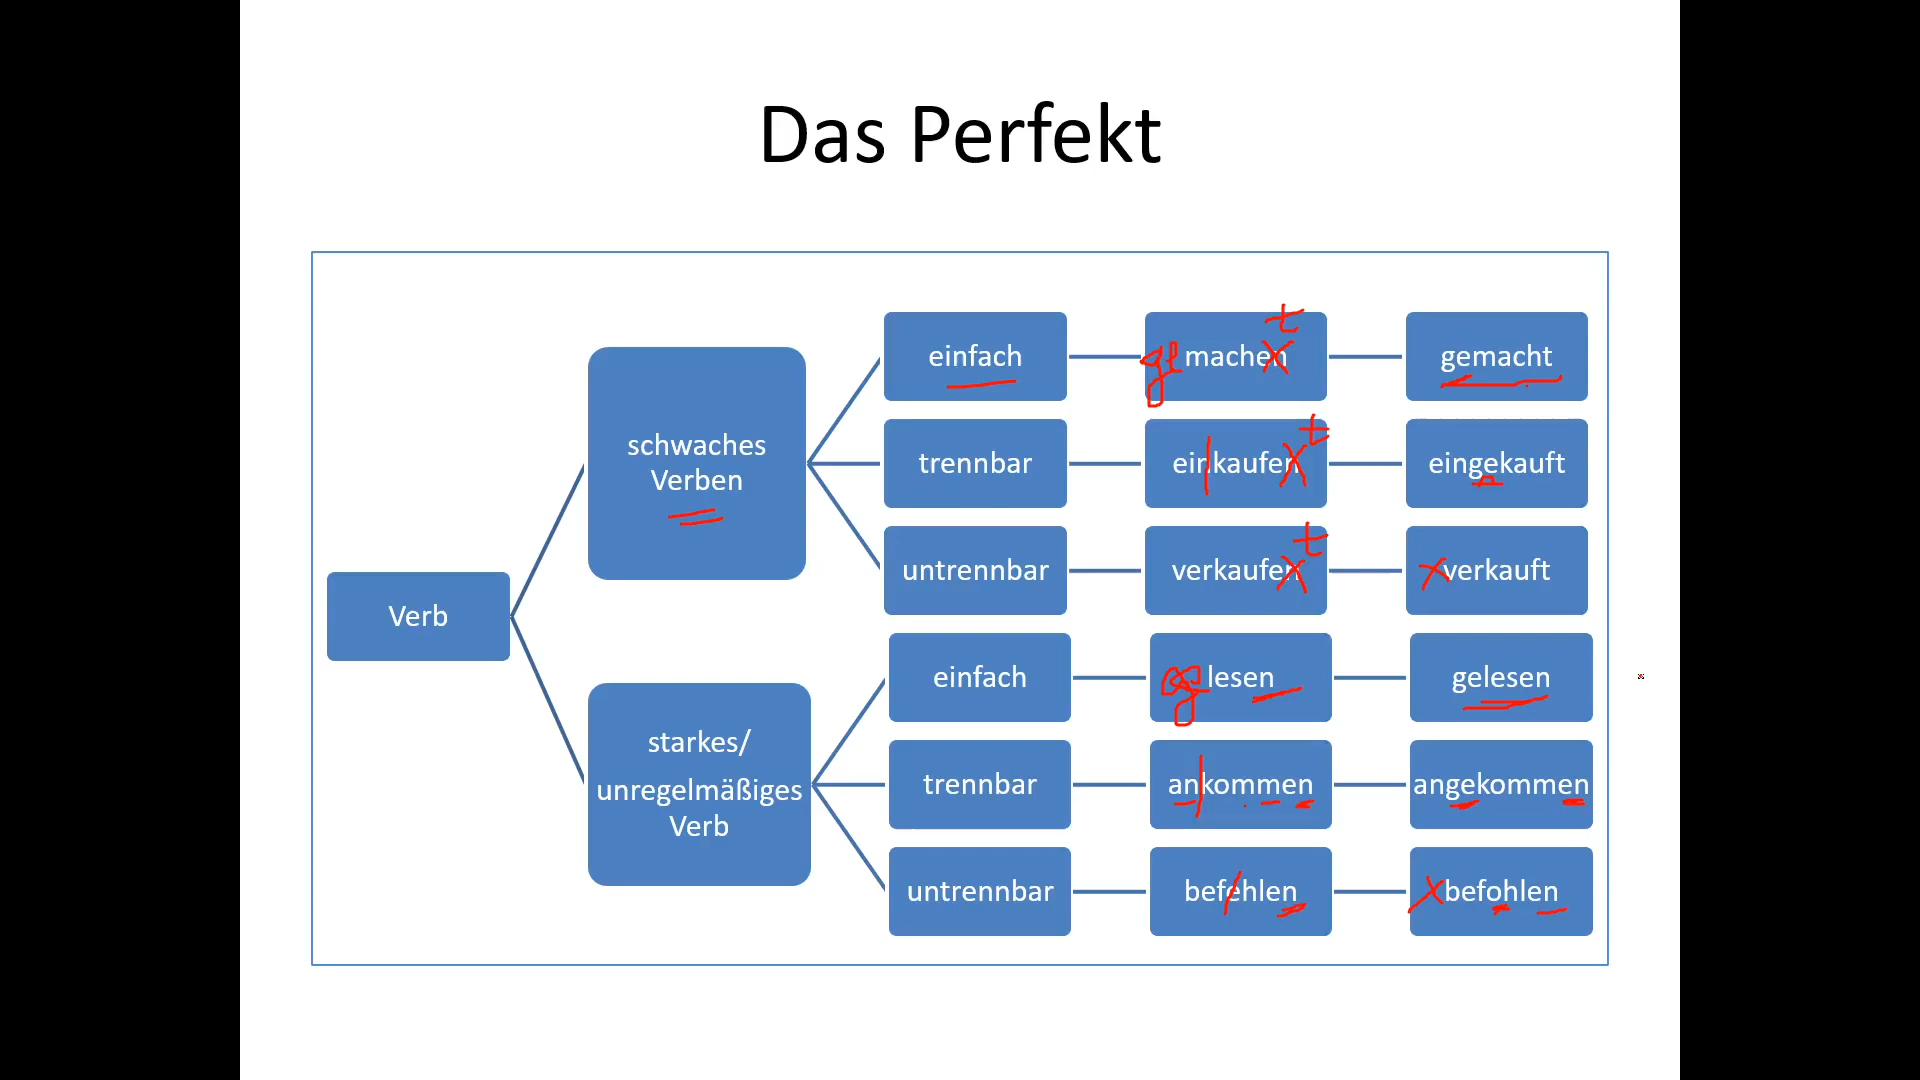 Das Perfekt
Verb
schwaches
Verben
einfach
machen
gemacht
ge
t
trennbar
einkaufen
eingekauft
t
untrennbar
verkaufen
verkauft
t
starkes/
unregelmäßiges
Verb
einfach
lesen
gelesen
trennbar
ankommen
angekommen
untrennbar
befehlen
befohlen